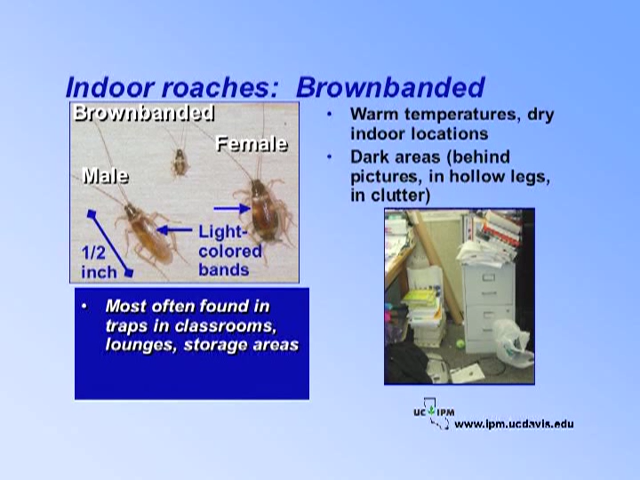 Indoor roaches: Brownbanded
Brownbanded
Female
Male
Light-
colored
bands
1/2
inch
• Most often found in
traps in classrooms,
lounges, storage areas
• Warm temperatures, dry
indoor locations
• Dark areas (behind
pictures, in hollow legs,
in clutter)
UC IPM
www.ipm.ucdavis.edu